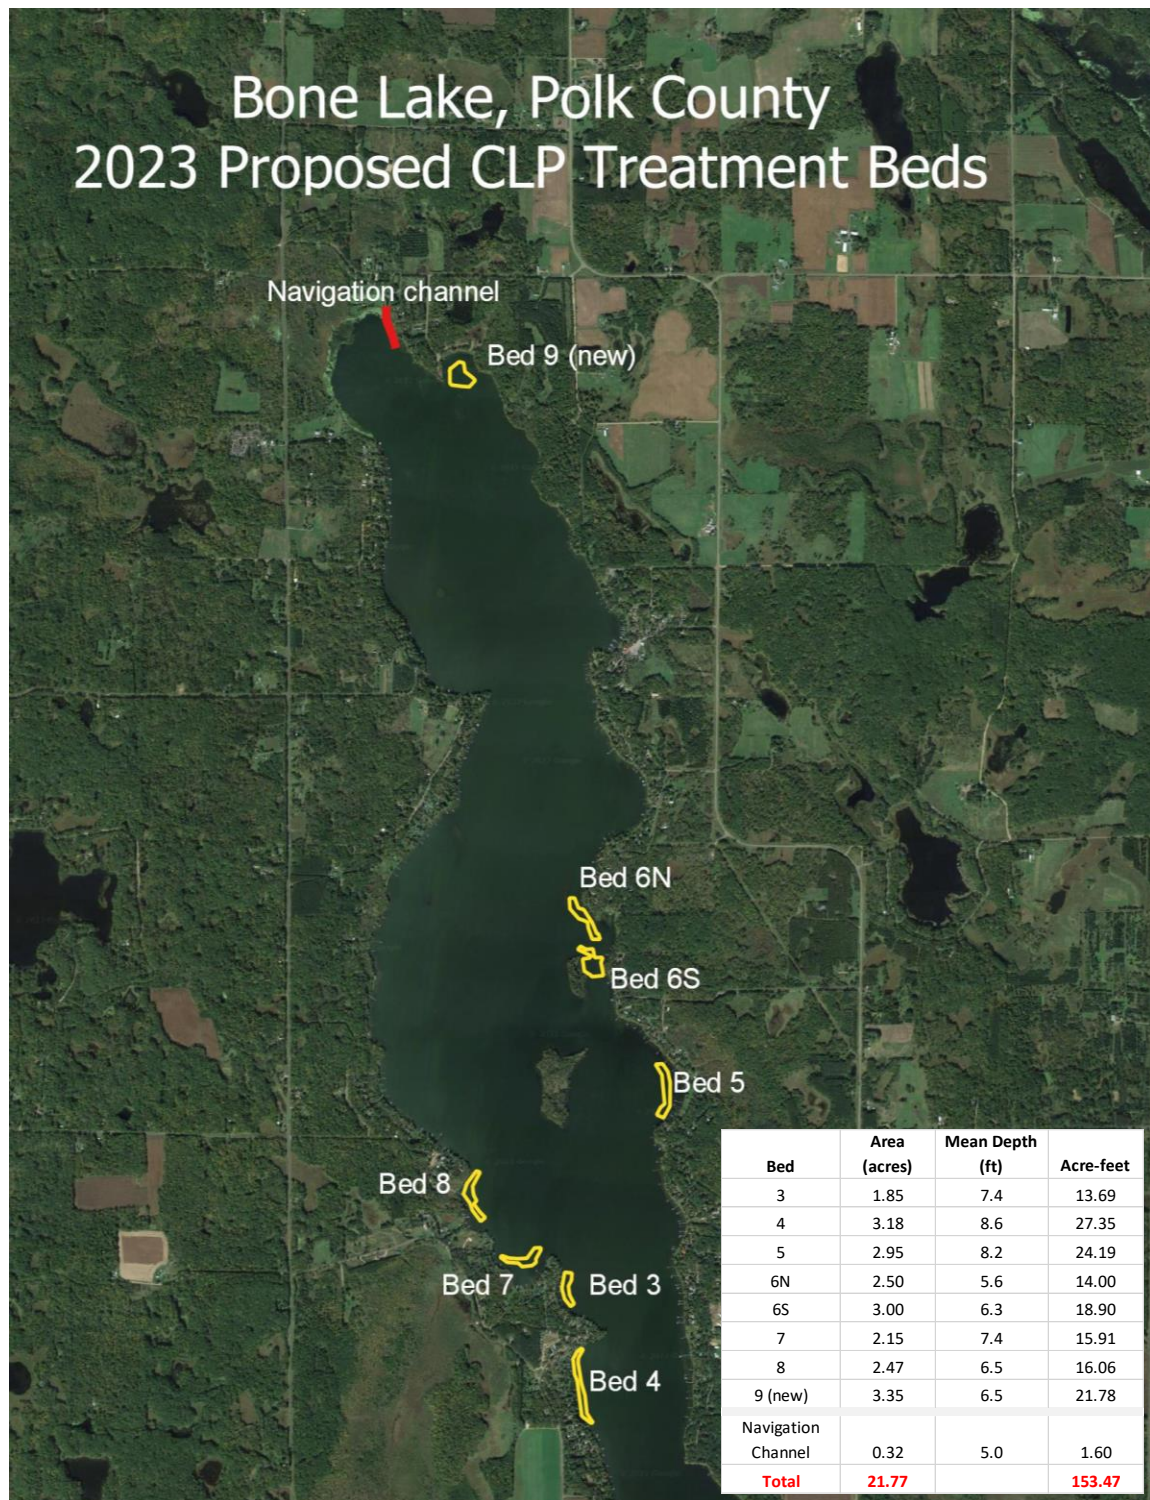 Bone Lake, Polk County
2023 Proposed CLP Treatment Beds
Navigation channel
Bed 9 (new)
Bed 6N
Bed 6S
Bed 5
Bed 8
Bed 7
Bed 3
Bed 4
Bed Area (acres) Mean Depth (ft) Acre-feet
3 1.85 7.4 13.69
4 3.18 8.6 27.35
5 2.95 8.2 24.19
6N 2.50 5.6 14.00
6S 3.00 6.3 18.90
7 2.15 7.4 15.91
8 2.47 6.5 16.06
9 (new) 3.35 6.5 21.78
Navigation Channel 0.32 5.0 1.60
Total 21.77 153.47